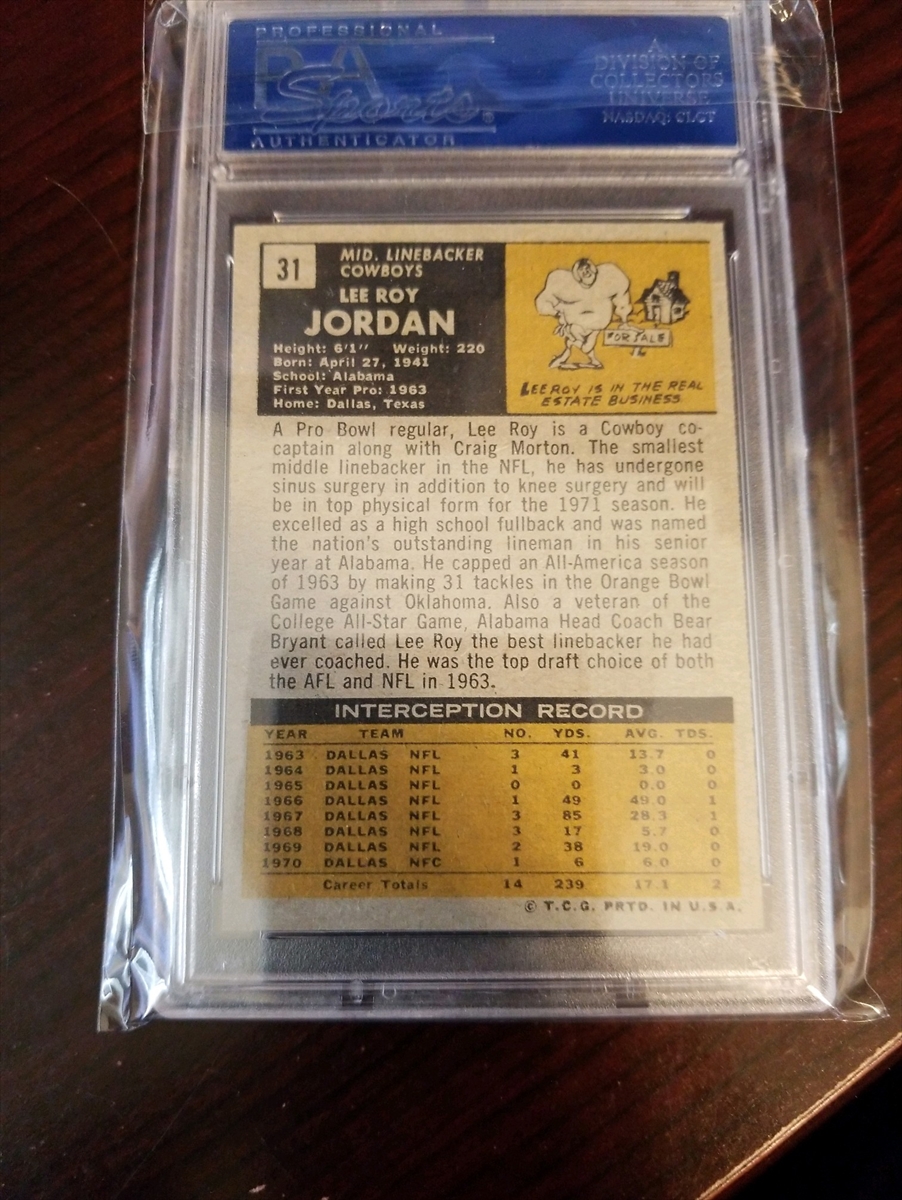 PROFESSIONAL
PSA
Sports®
AUTHENTICATOR
A
DIVISION OF
COLLECTORS
UNIVERSE
NASDAQ: CLCT
31
MID. LINEBACKER
COWBOYS
LEE ROY
JORDAN
Height: 6'1" Weight: 220
Born: April 27, 1941
School: Alabama
First Year Pro: 1963
Home: Dallas, Texas
FOR SALE
LEE ROY IS IN THE REAL
ESTATE BUSINESS
A Pro Bowl regular, Lee Roy is a Cowboy co-
captain along with Craig Morton. The smallest
middle linebacker in the NFL, he has undergone
sinus surgery in addition to knee surgery and will
be in top physical form for the 1971 season. He
excelled as a high school fullback and was named
the nation's outstanding lineman in his senior
year at Alabama. He capped an All-America season
of 1963 by making 31 tackles in the Orange Bowl
Game against Oklahoma. Also a veteran of the
College All-Star Game, Alabama Head Coach Bear
Bryant called Lee Roy the best linebacker he had
ever coached. He was the top draft choice of both
the AFL and NFL in 1963.
INTERCEPTION RECORD
YEAR TEAM NO. YDS. AVG. TDS.
1963 DALLAS NFL 3 41 13.7 0
1964 DALLAS NFL 1 3 3.0 0
1965 DALLAS NFL 0 0 0.0 0
1966 DALLAS NFL 1 49 49.0 1
1967 DALLAS NFL 3 85 28.3 1
1968 DALLAS NFL 3 17 5.7 0
1969 DALLAS NFL 2 38 19.0 0
1970 DALLAS NFC 1 6 6.0 0
Career Totals 14 239 17.1 2
© T.C.G. PRTD. IN U.S.A.